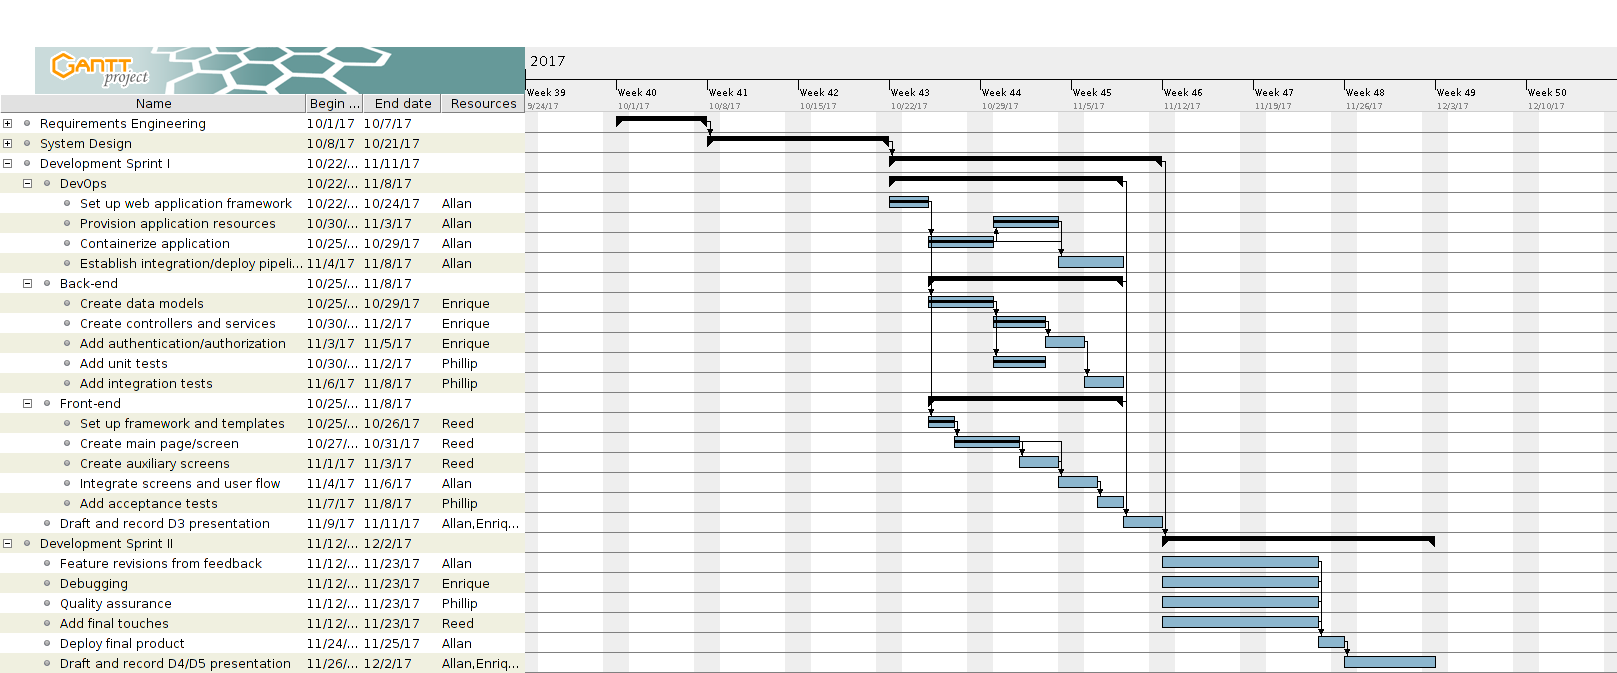 GANTT
project
2017
Week 39 Week 40 Week 41 Week 42 Week 43 Week 44 Week 45 Week 46 Week 47 Week 48 Week 49 Week 50
9/24/17 10/1/17 10/8/17 10/15/17 10/22/17 10/29/17 11/5/17 11/12/17 11/19/17 11/26/17 12/3/17 12/10/17
Name Begin ... End date Resources
Requirements Engineering 10/1/17 10/7/17
System Design 10/8/17 10/21/17
Development Sprint I 10/22/... 11/11/17
DevOps 10/22/... 11/8/17
Set up web application framework 10/22/... 10/24/17 Allan
Provision application resources 10/30/... 11/3/17 Allan
Containerize application 10/25/... 10/29/17 Allan
Establish integration/deploy pipeli... 11/4/17 11/8/17 Allan
Back-end 10/25/... 11/8/17
Create data models 10/25/... 10/29/17 Enrique
Create controllers and services 10/30/... 11/2/17 Enrique
Add authentication/authorization 11/3/17 11/5/17 Enrique
Add unit tests 10/30/... 11/2/17 Phillip
Add integration tests 11/6/17 11/8/17 Phillip
Front-end 10/25/... 11/8/17
Set up framework and templates 10/25/... 10/26/17 Reed
Create main page/screen 10/27/... 10/31/17 Reed
Create auxiliary screens 11/1/17 11/3/17 Reed
Integrate screens and user flow 11/4/17 11/6/17 Allan
Add acceptance tests 11/7/17 11/8/17 Phillip
Draft and record D3 presentation 11/9/17 11/11/17 Allan,Enriq...
Development Sprint II 11/12/... 12/2/17
Feature revisions from feedback 11/12/... 11/23/17 Allan
Debugging 11/12/... 11/23/17 Enrique
Quality assurance 11/12/... 11/23/17 Phillip
Add final touches 11/12/... 11/23/17 Reed
Deploy final product 11/24/... 11/25/17 Allan
Draft and record D4/D5 presentation 11/26/... 12/2/17 Allan,Enriq...